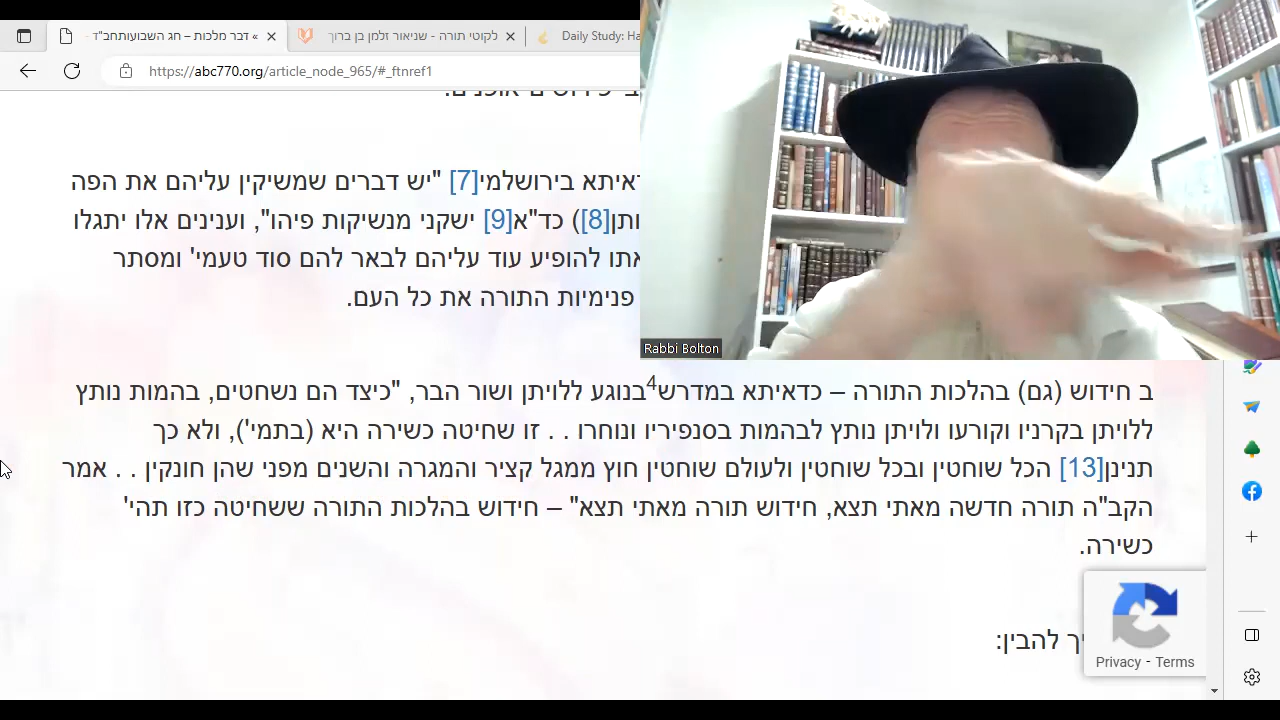 » דבר מלכות – חג השבועותחב"ד -
לקוטי תורה - שניאור זלמן בן ברוך
Daily Study: Ha
https://abc770.org/article_node_965/#_ftnref1
דאיתא בירושלמי[7] "יש דברים שמשיקין עליהם את הפה
ותן[8]) כד"א[9] ישקני מנשיקות פיהו", וענינים אלו יתגלו
אתו להופיע עוד עליהם לבאר להם סוד טעמי' ומסתר
פנימיות התורה את כל העם.
Rabbi Bolton
ב חידוש (גם) בהלכות התורה – כדאיתא במדרש4בנוגע ללויתן ושור הבר, "כיצד הם נשחטים, בהמות נותץ
ללויתן בקרניו וקורעו ולויתן נותץ לבהמות בסנפיריו ונוחרו . . זו שחיטה כשירה היא (בתמי'), ולא כך
תנינן[13] הכל שוחטין ובכל שוחטין ולעולם שוחטין חוץ ממגל קציר והמגרה והשנים מפני שהן חונקין . . אמר
הקב"ה תורה חדשה מאתי תצא, חידוש תורה מאתי תצא" – חידוש בהלכות התורה ששחיטה כזו תהי'
כשירה.
יך להבין:
Privacy - Terms